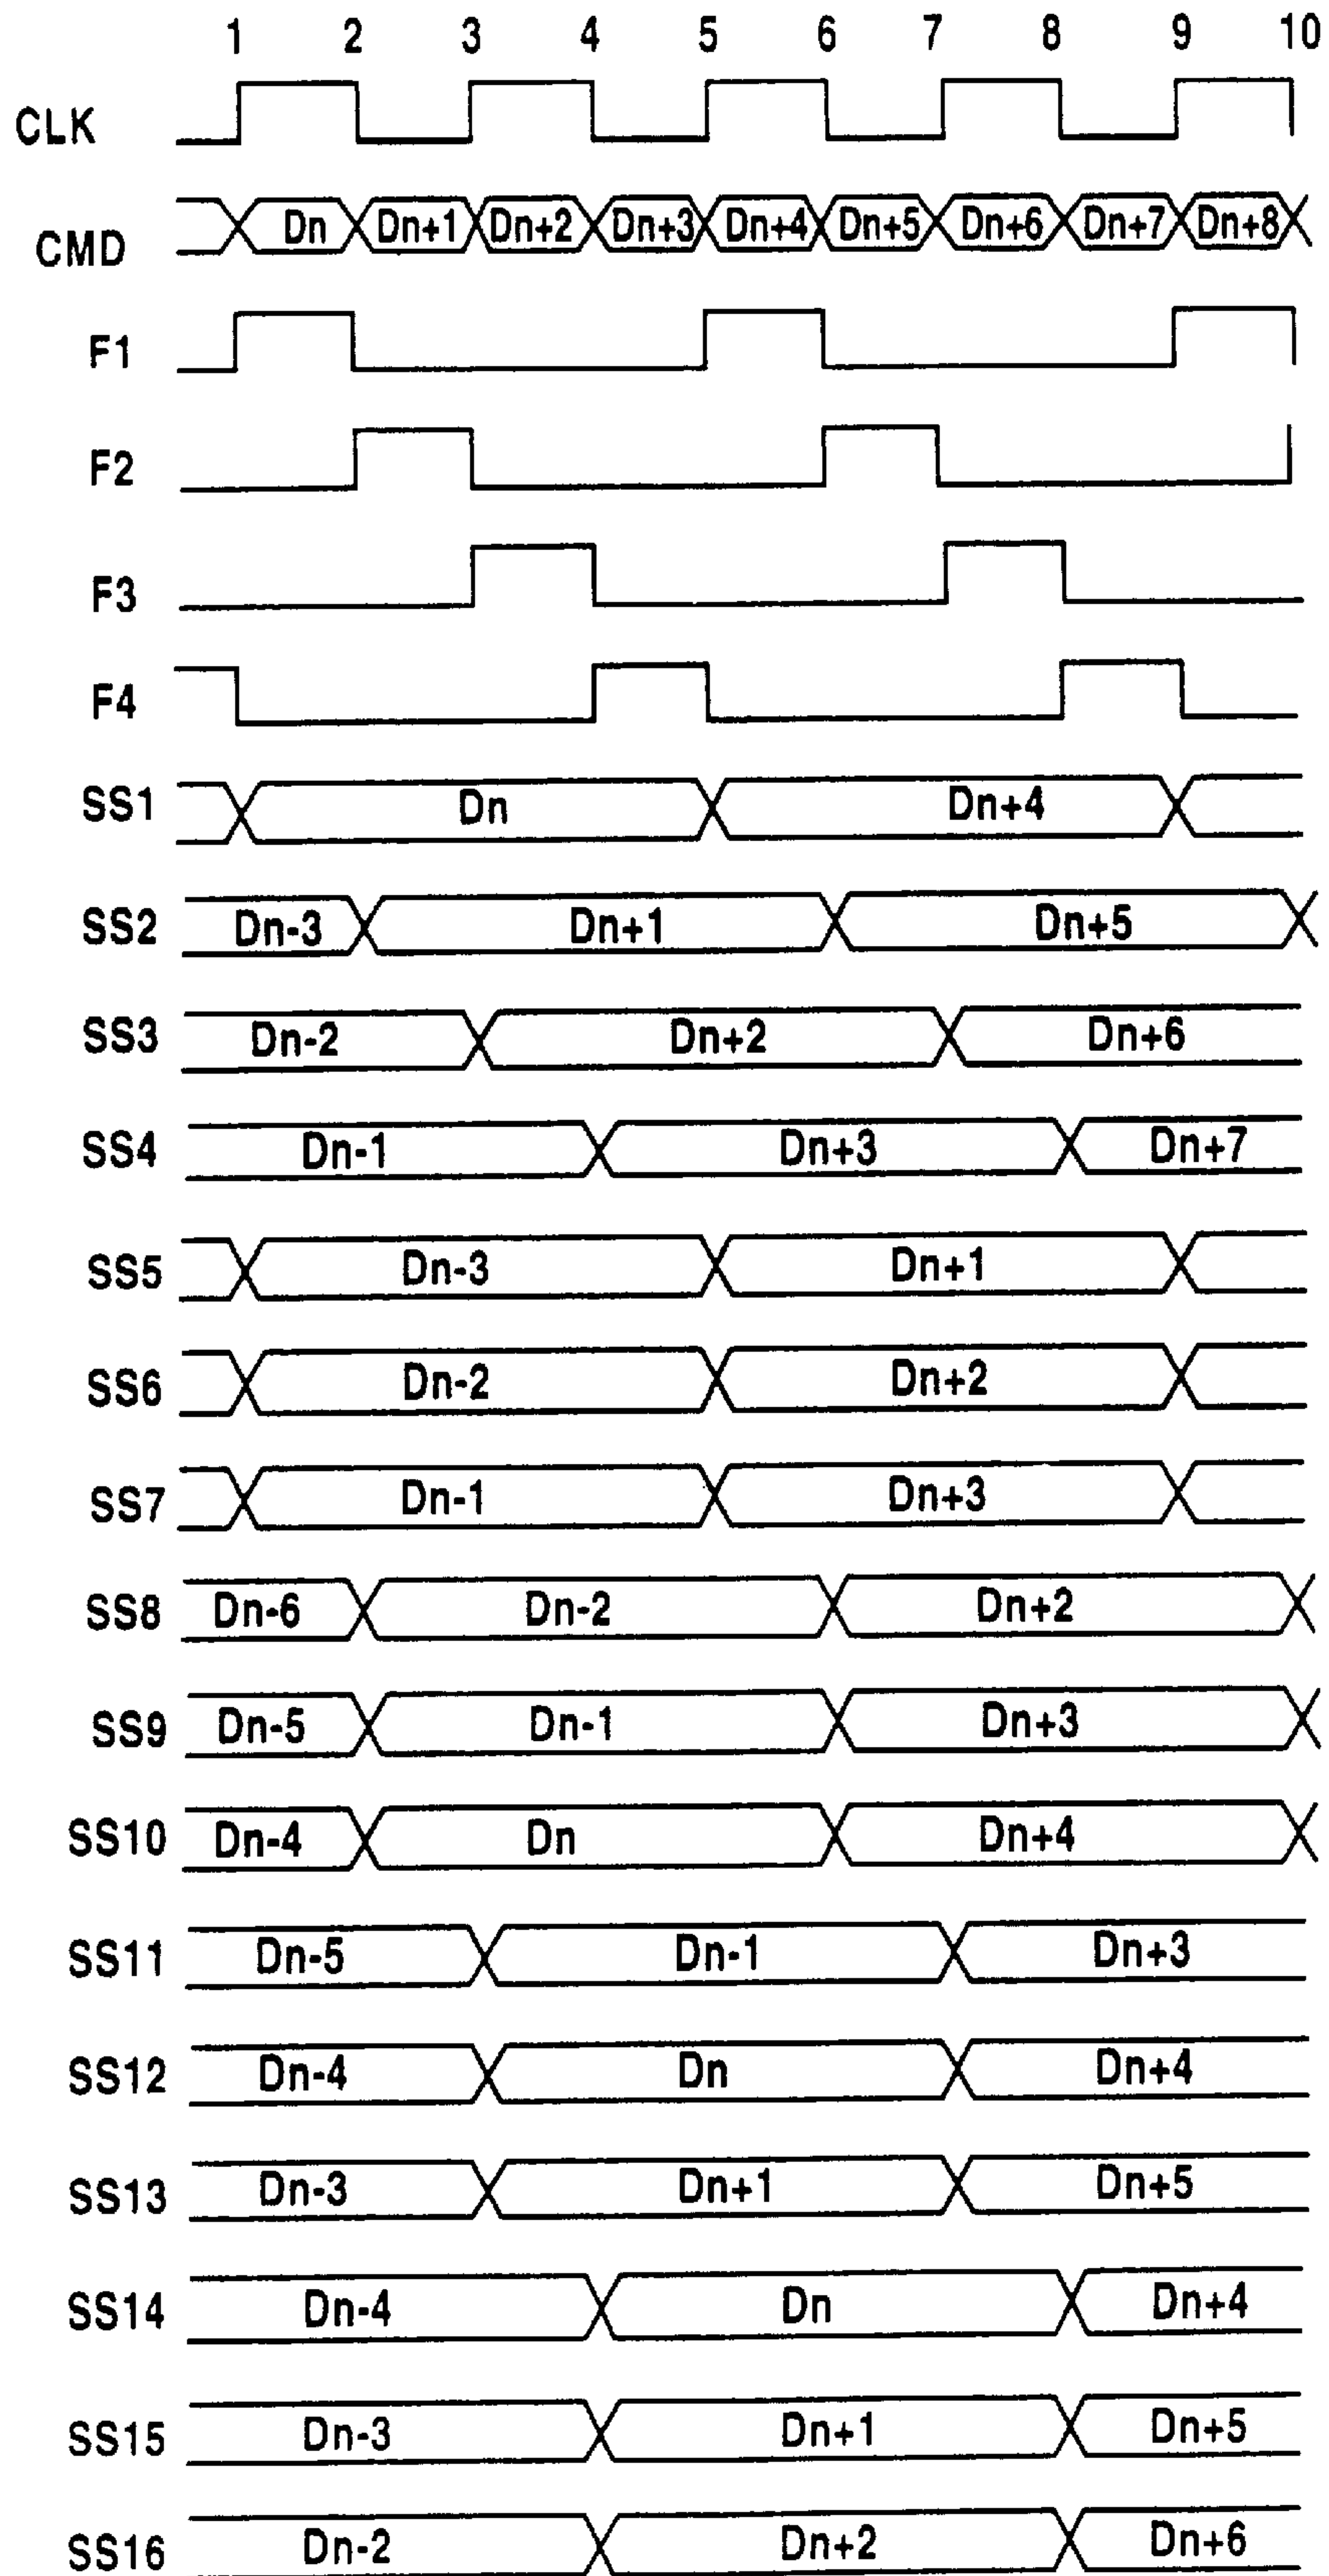 1 2 3 4 5 6 7 8 9 10
CLK
CMD Dn Dn+1 Dn+2 Dn+3 Dn+4 Dn+5 Dn+6 Dn+7 Dn+8
F1
F2
F3
F4
SS1 Dn Dn+4
SS2 Dn-3 Dn+1 Dn+5
SS3 Dn-2 Dn+2 Dn+6
SS4 Dn-1 Dn+3 Dn+7
SS5 Dn-3 Dn+1
SS6 Dn-2 Dn+2
SS7 Dn-1 Dn+3
SS8 Dn-6 Dn-2 Dn+2
SS9 Dn-5 Dn-1 Dn+3
SS10 Dn-4 Dn Dn+4
SS11 Dn-5 Dn-1 Dn+3
SS12 Dn-4 Dn Dn+4
SS13 Dn-3 Dn+1 Dn+5
SS14 Dn-4 Dn Dn+4
SS15 Dn-3 Dn+1 Dn+5
SS16 Dn-2 Dn+2 Dn+6